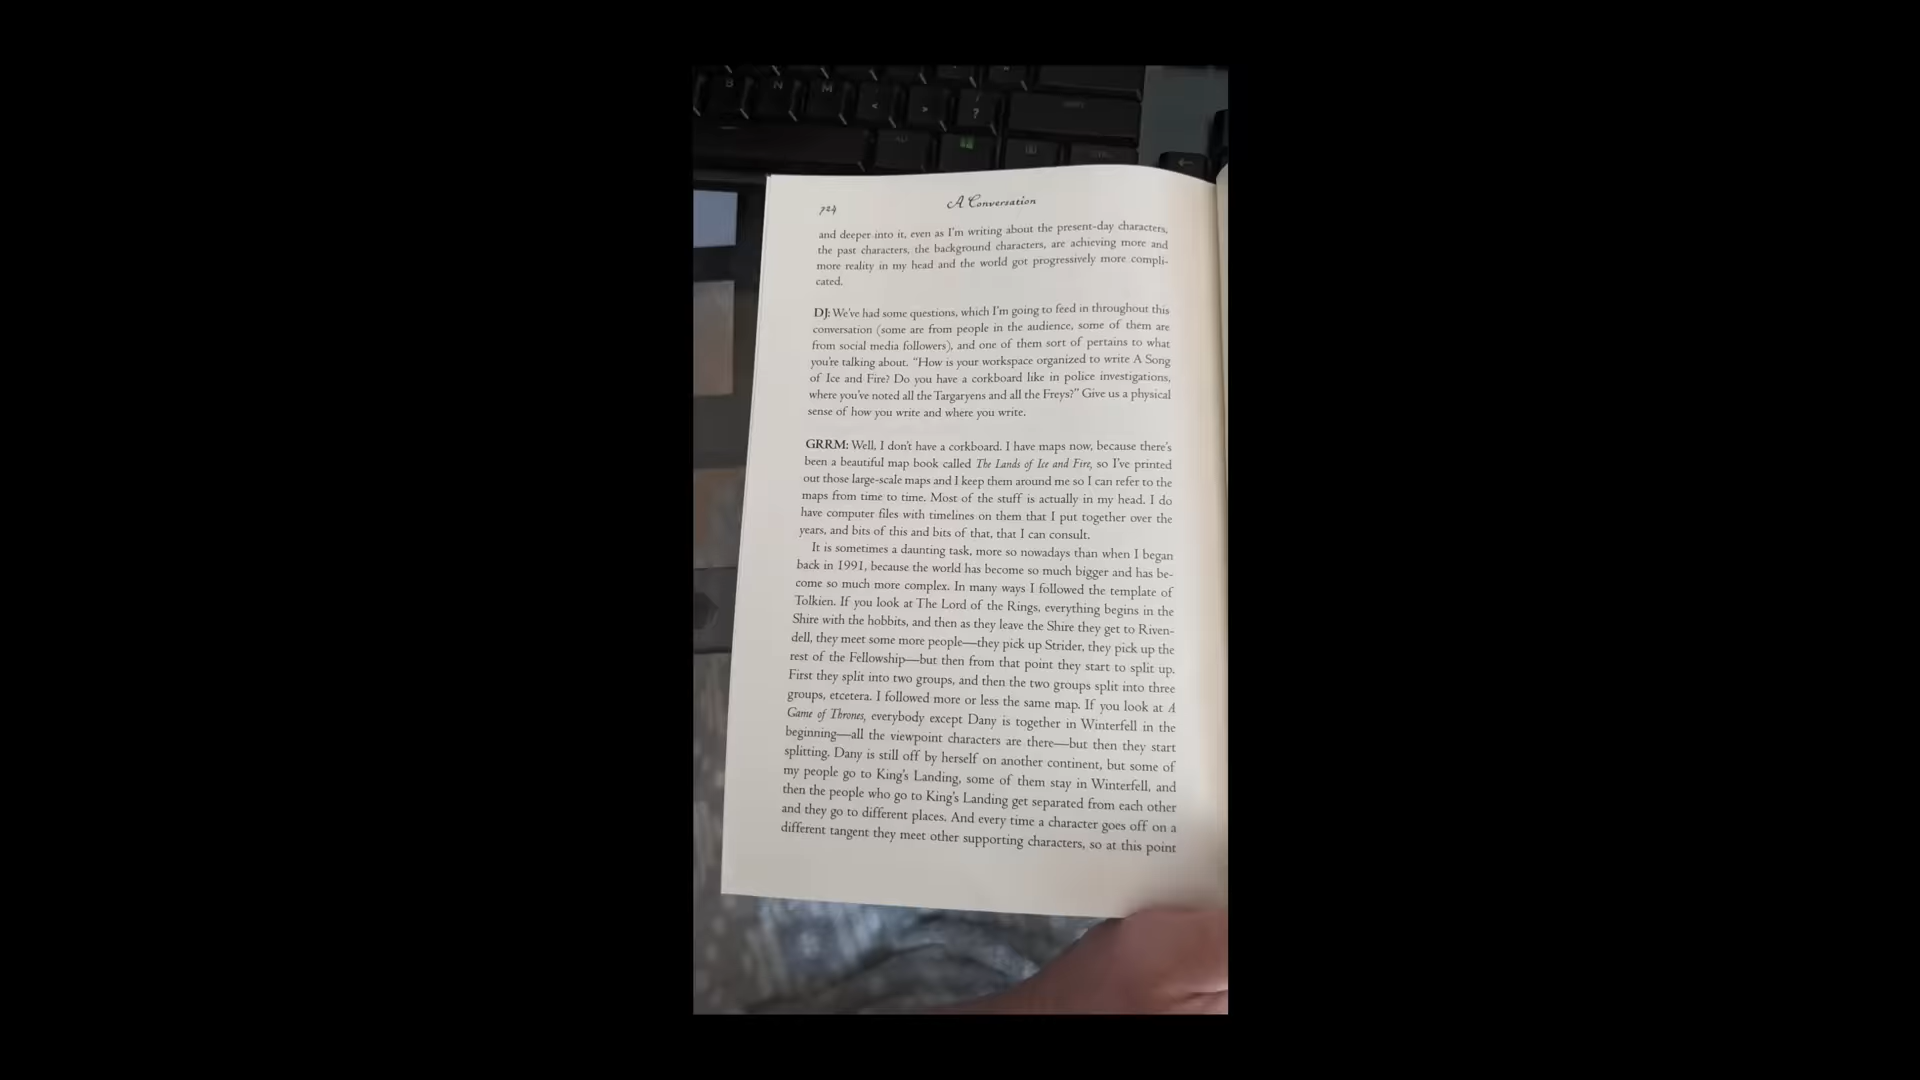 B N M < > ?
ALT
724
A Conversation
and deeper into it, even as I'm writing about the present-day characters,
the past characters, the background characters, are achieving more and
more reality in my head and the world got progressively more compli-
cated.
DJ: We've had some questions, which I'm going to feed in throughout this
conversation (some are from people in the audience, some of them are
from social media followers), and one of them sort of pertains to what
you're talking about. “How is your workspace organized to write A Song
of Ice and Fire? Do you have a corkboard like in police investigations,
where you've noted all the Targaryens and all the Freys?” Give us a physical
sense of how you write and where you write.
GRRM: Well, I don't have a corkboard. I have maps now, because there's
been a beautiful map book called The Lands of Ice and Fire, so I've printed
out those large-scale maps and I keep them around me so I can refer to the
maps from time to time. Most of the stuff is actually in my head. I do
have computer files with timelines on them that I put together over the
years, and bits of this and bits of that, that I can consult.
It is sometimes a daunting task, more so nowadays than when I began
back in 1991, because the world has become so much bigger and has be-
come so much more complex. In many ways I followed the template of
Tolkien. If you look at The Lord of the Rings, everything begins in the
Shire with the hobbits, and then as they leave the Shire they get to Riven-
dell, they meet some more people—they pick up Strider, they pick up the
rest of the Fellowship—but then from that point they start to split up.
First they split into two groups, and then the two groups split into three
groups, etcetera. I followed more or less the same map. If you look at A
Game of Thrones, everybody except Dany is together in Winterfell in the
beginning—all the viewpoint characters are there—but then they start
splitting. Dany is still off by herself on another continent, but some of
my people go to King's Landing, some of them stay in Winterfell, and
then the people who go to King's Landing get separated from each other
and they go to different places. And every time a character goes off on a
different tangent they meet other supporting characters, so at this point